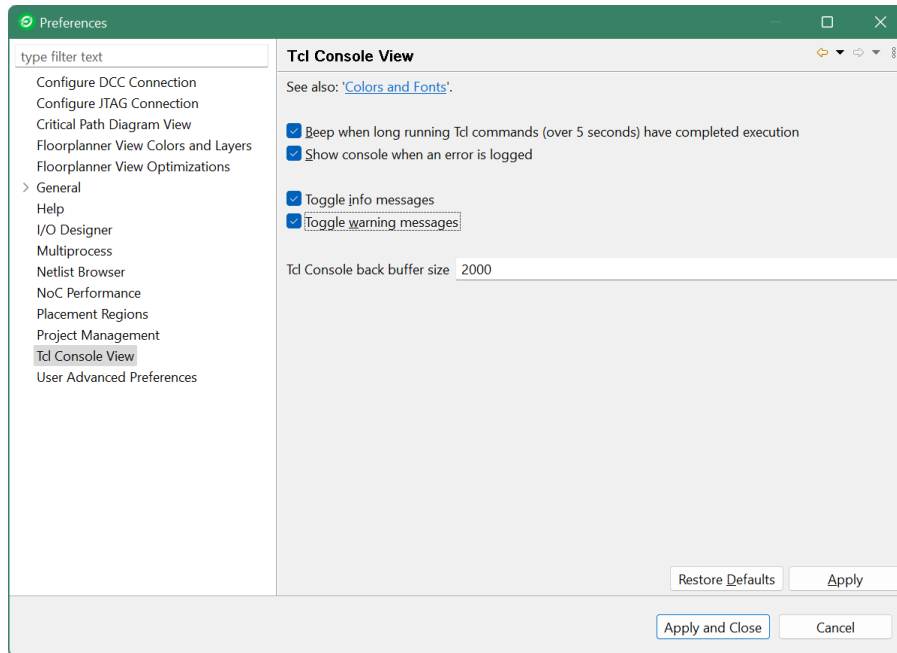 Preferences
type filter text
Configure DCC Connection
Configure JTAG Connection
Critical Path Diagram View
Floorplanner View Colors and Layers
Floorplanner View Optimizations
General
Help
I/O Designer
Multiprocess
Netlist Browser
NoC Performance
Placement Regions
Project Management
Tcl Console View
User Advanced Preferences
Tcl Console View
See also: 'Colors and Fonts'.
Beep when long running Tcl commands (over 5 seconds) have completed execution
Show console when an error is logged
Toggle info messages
Toggle warning messages
Tcl Console back buffer size 2000
Restore Defaults Apply
Apply and Close Cancel